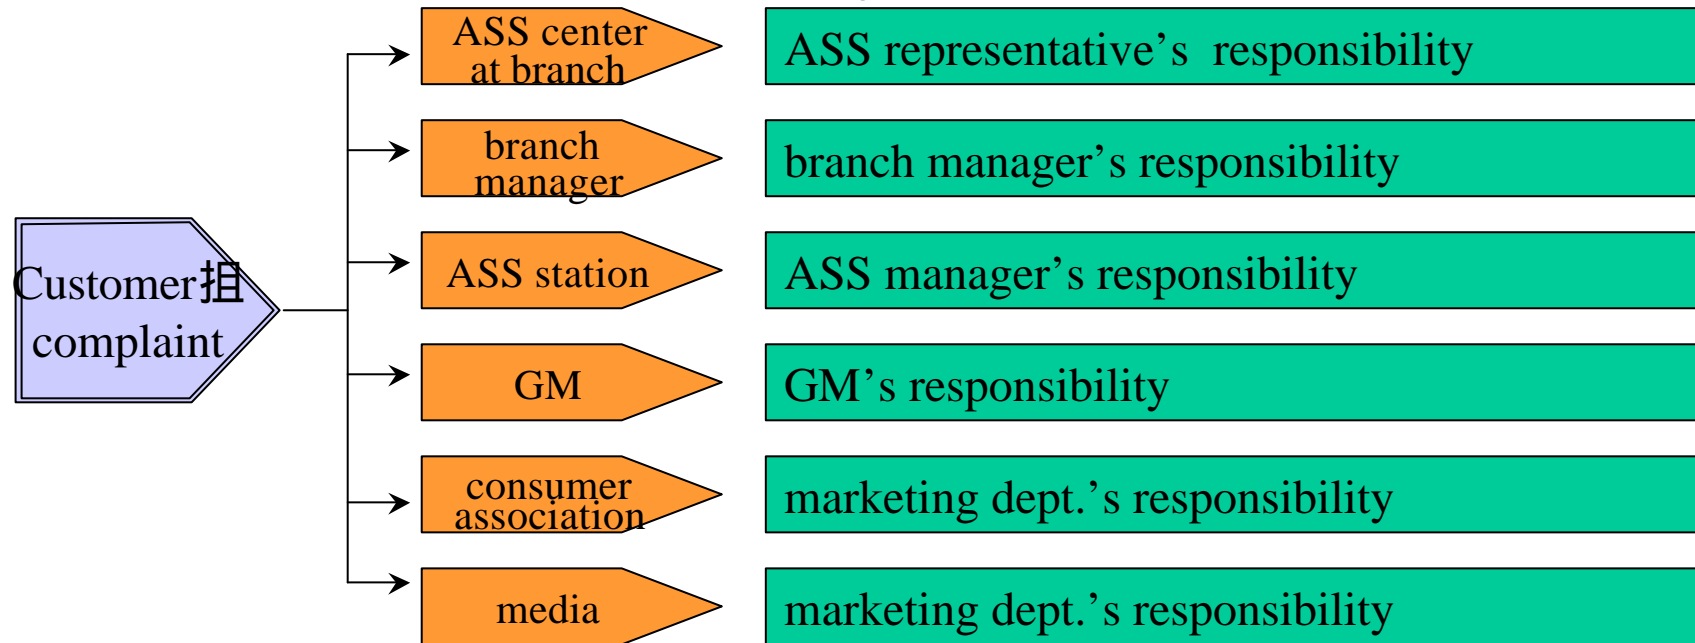 ASS center
at branch
ASS representative’s responsibility
branch
manager
branch manager’s responsibility
Customer抯
complaint
ASS station
ASS manager’s responsibility
GM
GM’s responsibility
consumer
association
marketing dept.’s responsibility
media
marketing dept.’s responsibility